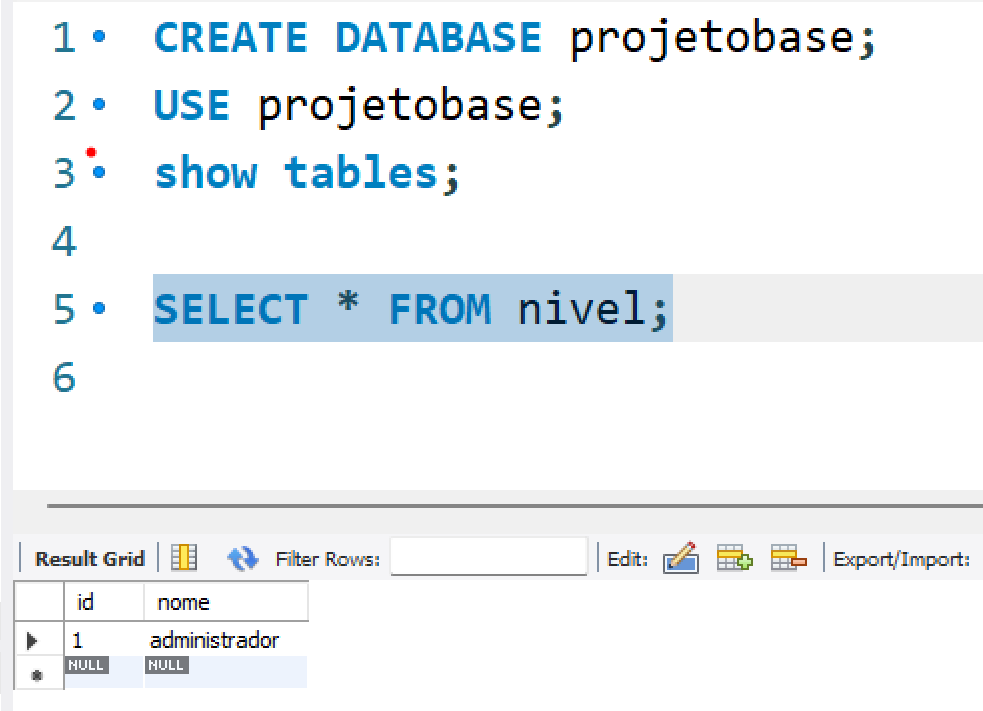 1 CREATE DATABASE projetobase;
2 USE projetobase;
3 show tables;
4
5 SELECT * FROM nivel;
6
Result Grid Filter Rows: Edit: Export/Import:
id nome
1 administrador
NULL NULL